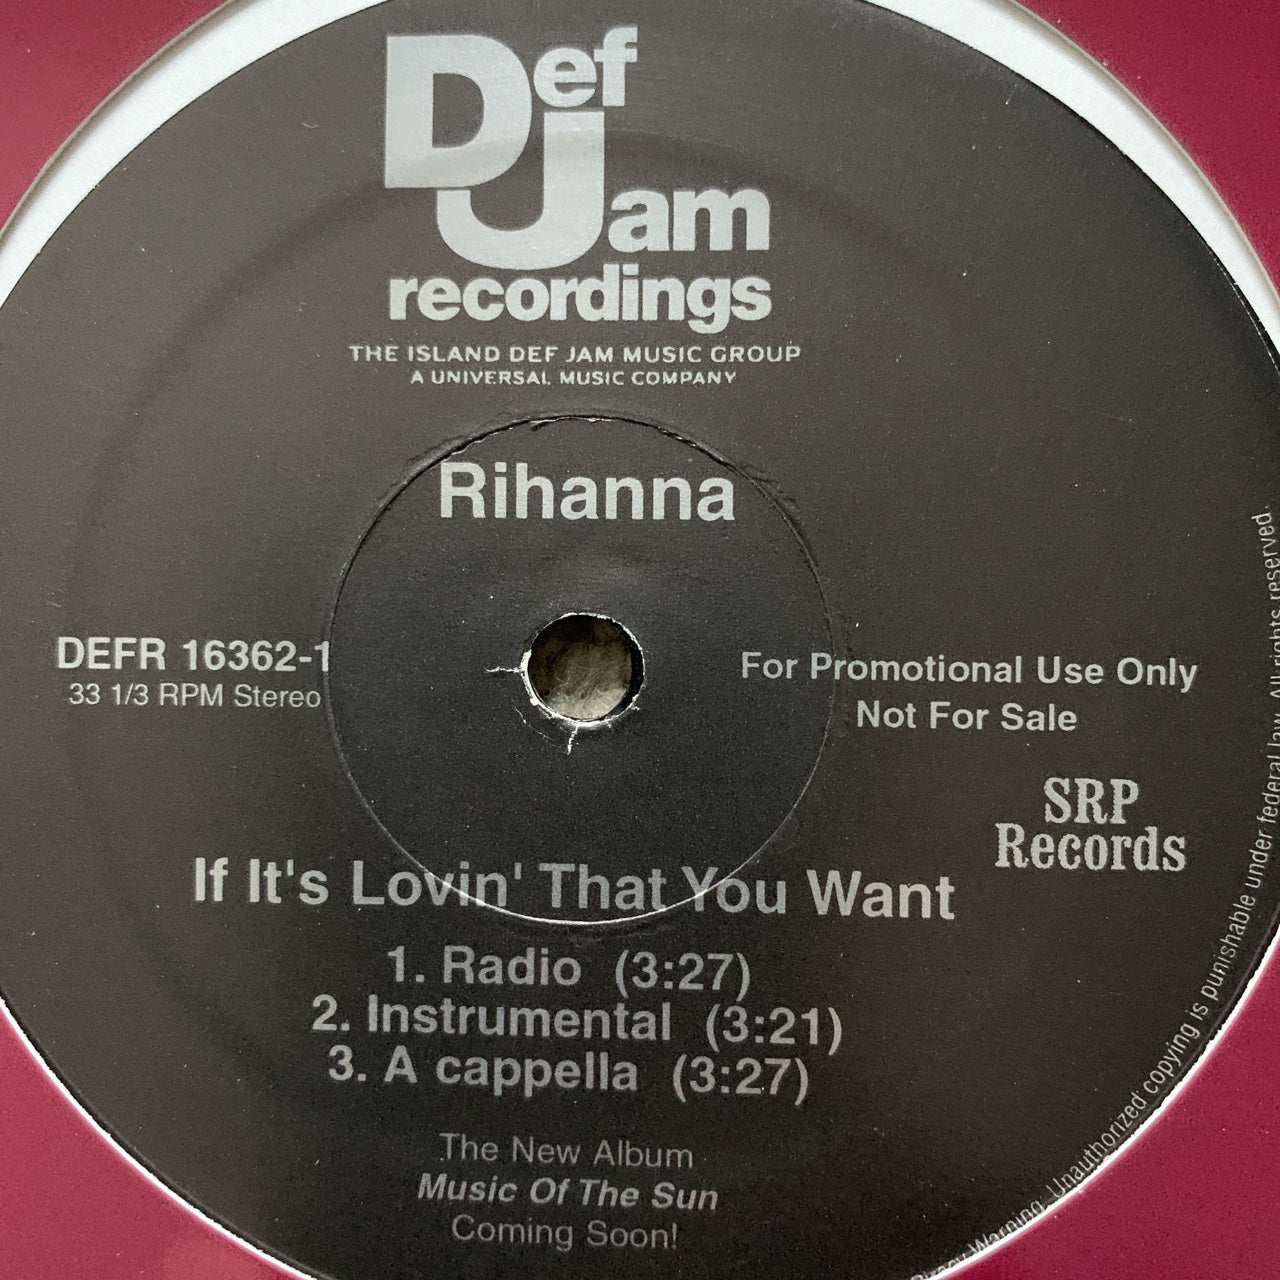 Def
Jam
recordings
THE ISLAND DEF JAM MUSIC GROUP
A UNIVERSAL MUSIC COMPANY
Rihanna
DEFR 16362-1
33 1/3 RPM Stereo
For Promotional Use Only
Not For Sale
SRP
Records
If It's Lovin' That You Want
1. Radio (3:27)
2. Instrumental (3:21)
3. A cappella (3:27)
The New Album
Music Of The Sun
Coming Soon!
Piracy Warning: Unauthorized copying is punishable under federal law. All rights reserved.